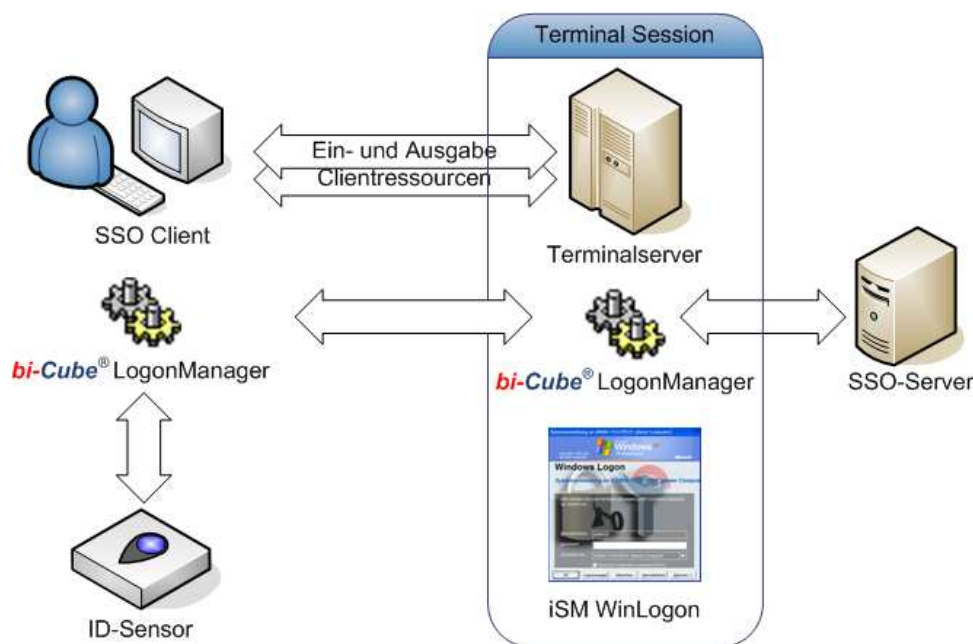 Terminal Session
Ein- und Ausgabe
Clientressourcen
SSO Client
Terminalserver
bi-Cube® LogonManager
bi-Cube® LogonManager
SSO-Server
Windows
Windows Logon
iSM WinLogon
ID-Sensor